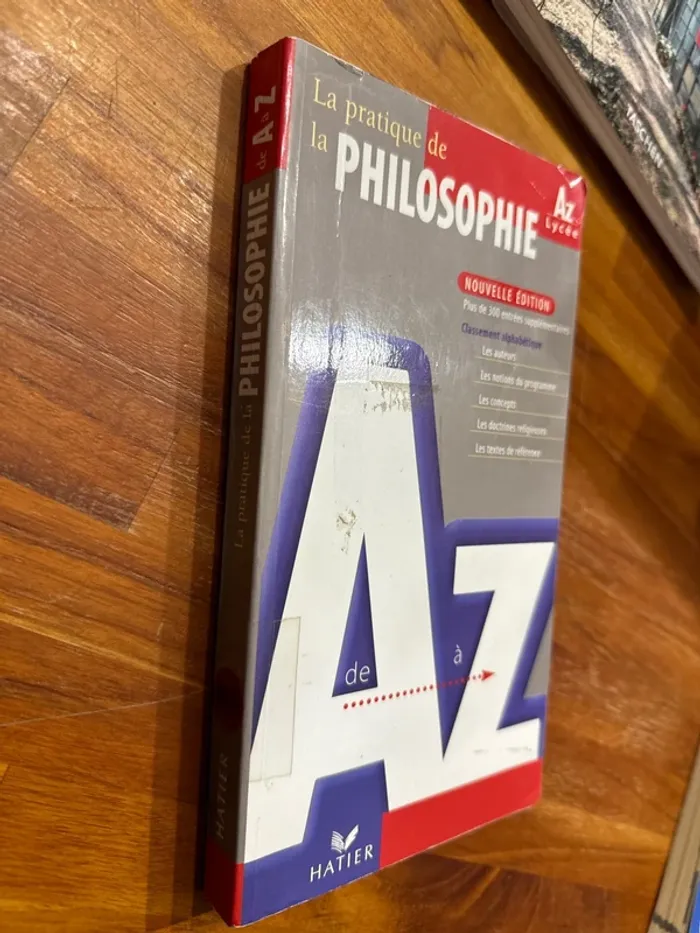 La pratique de
la PHILOSOPHIE
Az
Lycée
NOUVELLE ÉDITION
Plus de 300 entrées supplémentaires
Classement alphabétique
Les auteurs
Les notions du programme
Les concepts
Les doctrines religieuses
Les textes de référence
A de à Z
HATIER
La pratique de la PHILOSOPHIE de A à Z
HATIER
TASCHEN